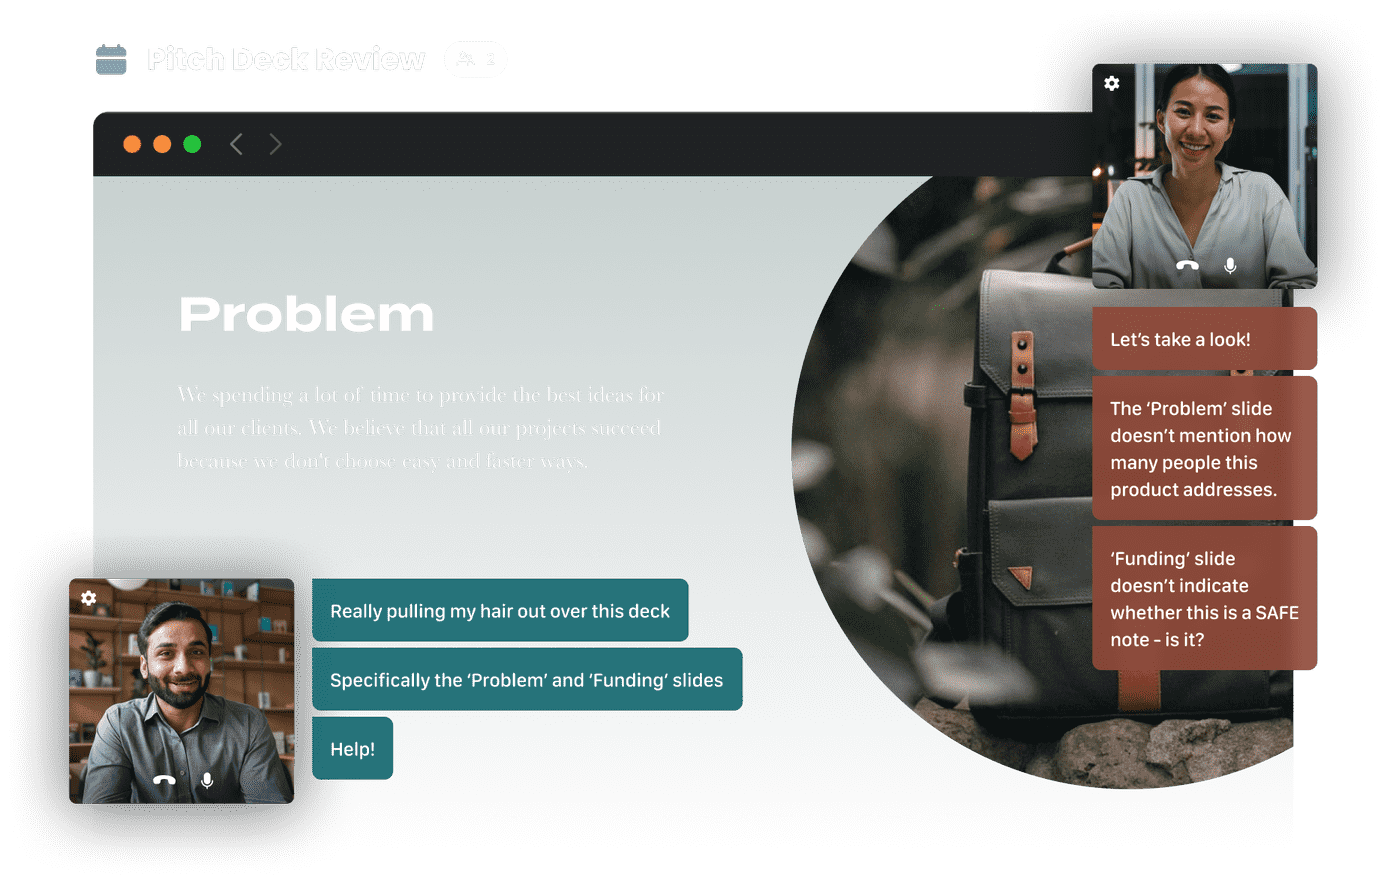 Pitch Deck Review
2
Problem
We spending a lot of time to provide the best ideas for
all our clients. We believe that all our projects succeed
because we don't choose easy and faster ways.
Let’s take a look!
The ‘Problem’ slide
doesn’t mention how
many people this
product addresses.
‘Funding’ slide
doesn’t indicate
whether this is a SAFE
note - is it?
Really pulling my hair out over this deck
Specifically the ‘Problem’ and ‘Funding’ slides
Help!